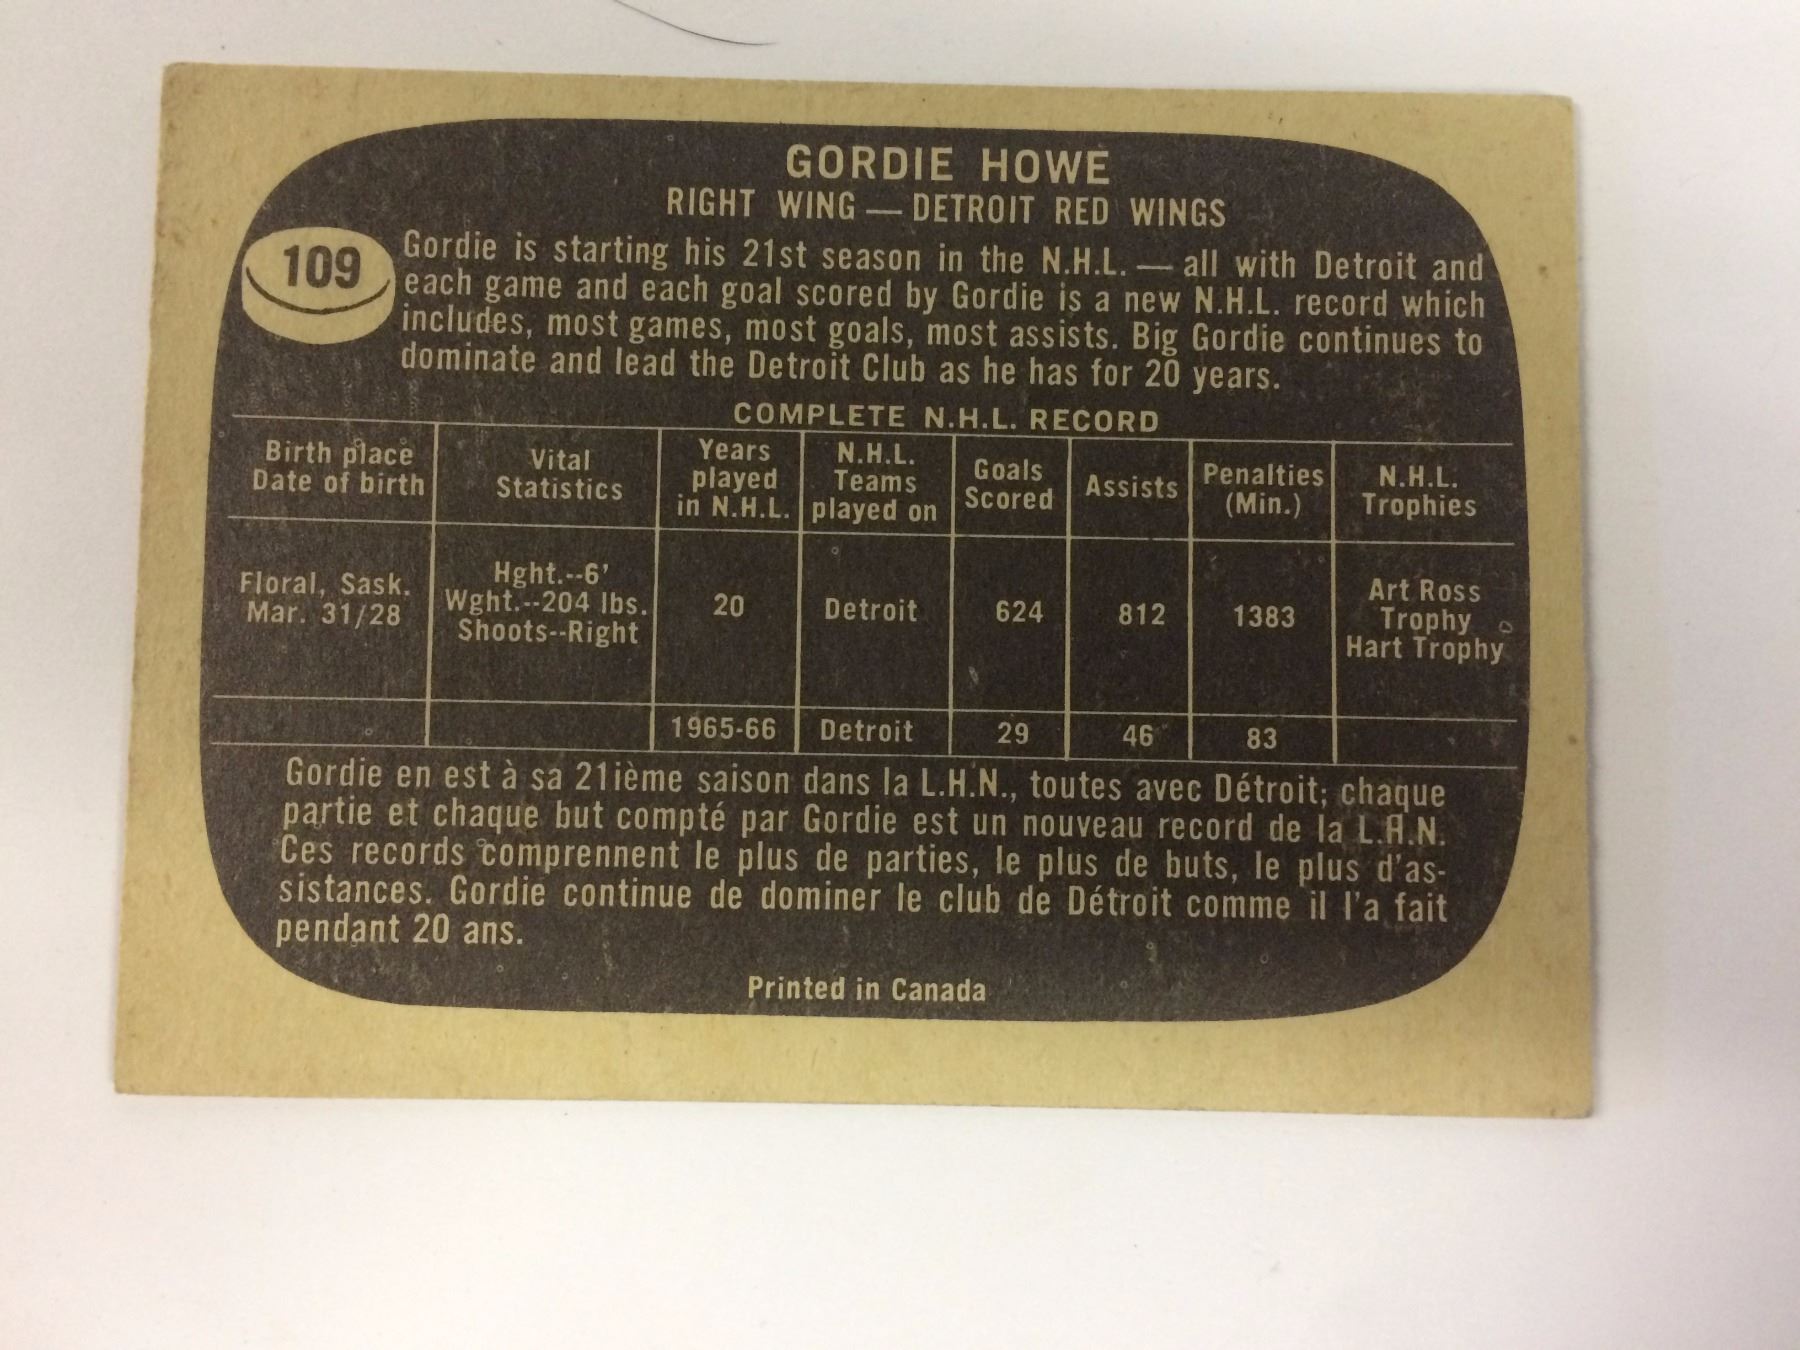 GORDIE HOWE
RIGHT WING — DETROIT RED WINGS
109
Gordie is starting his 21st season in the N.H.L. — all with Detroit and
each game and each goal scored by Gordie is a new N.H.L. record which
includes, most games, most goals, most assists. Big Gordie continues to
dominate and lead the Detroit Club as he has for 20 years.
COMPLETE N.H.L. RECORD
Birth place
Date of birth
Vital
Statistics
Years
played
in N.H.L.
N.H.L.
Teams
played on
Goals
Scored
Assists
Penalties
(Min.)
N.H.L.
Trophies
Floral, Sask.
Mar. 31/28
Hght.--6'
Wght.--204 lbs.
Shoots--Right
20
Detroit
624
812
1383
Art Ross
Trophy
Hart Trophy
1965-66
Detroit
29
46
83
Gordie en est à sa 21ième saison dans la L.H.N., toutes avec Détroit; chaque
partie et chaque but compté par Gordie est un nouveau record de la L.H.N.
Ces records comprennent le plus de parties, le plus de buts, le plus d'as-
sistances. Gordie continue de dominer le club de Détroit comme il l'a fait
pendant 20 ans.
Printed in Canada